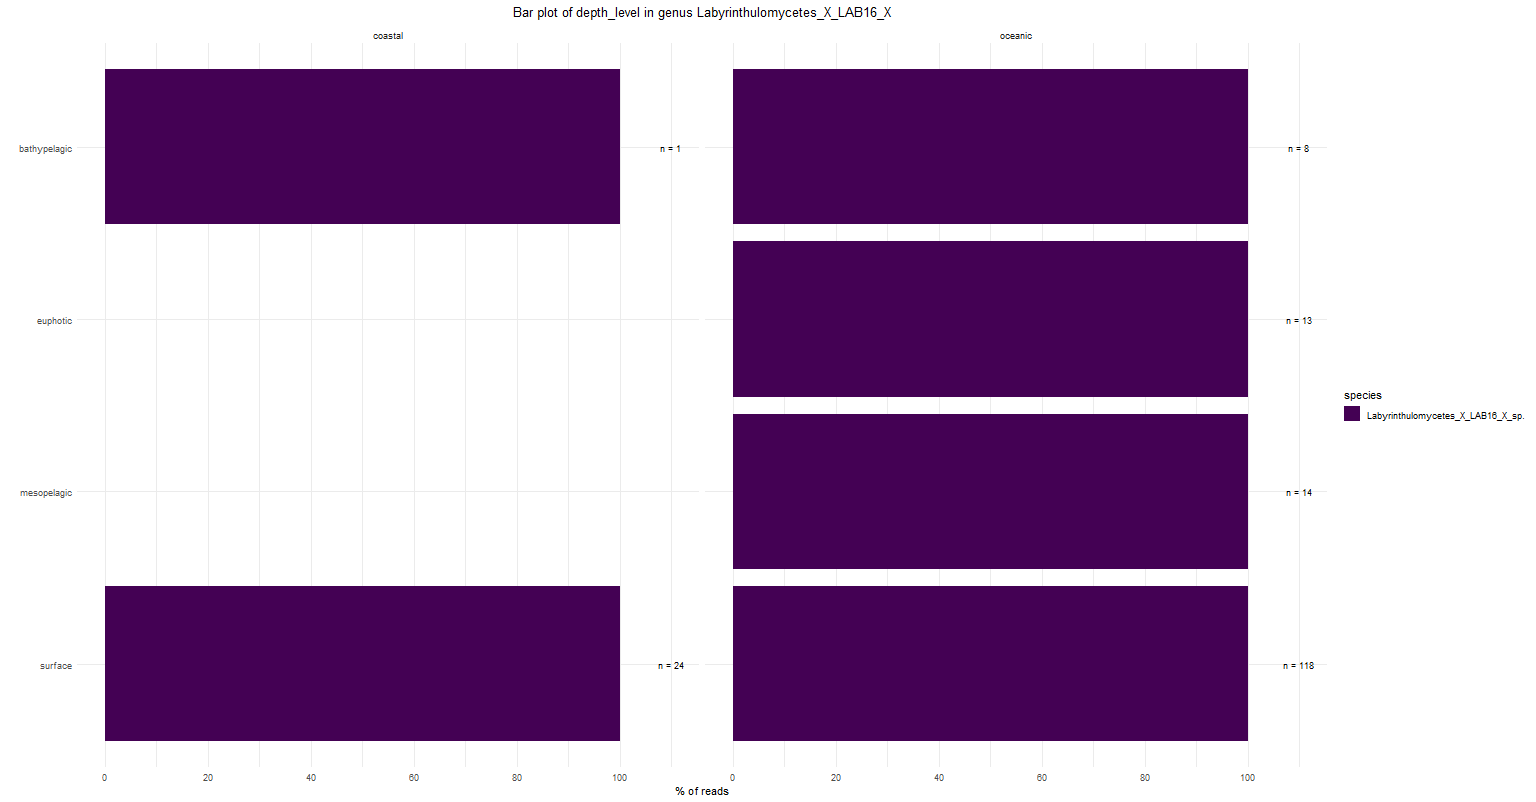 Bar plot of depth_level in genus Labyrinthulomycetes_X_LAB16_X
coastal
oceanic
bathypelagic
n = 1
n = 8
euphotic
n = 13
mesopelagic
n = 14
surface
n = 24
n = 118
species
Labyrinthulomycetes_X_LAB16_X_sp.
0 20 40 60 80 100
0 20 40 60 80 100
% of reads